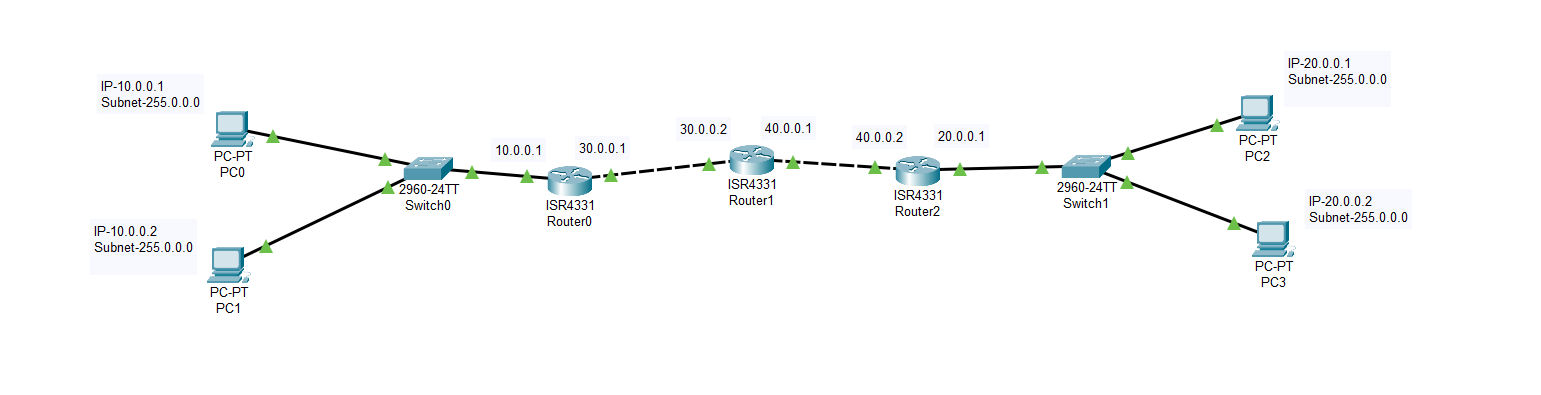 IP-10.0.0.1
Subnet-255.0.0.0
PC-PT
PC0
IP-10.0.0.2
Subnet-255.0.0.0
PC-PT
PC1
2960-24TT
Switch0
10.0.0.1
30.0.0.1
ISR4331
Router0
30.0.0.2
40.0.0.1
ISR4331
Router1
40.0.0.2
20.0.0.1
ISR4331
Router2
2960-24TT
Switch1
IP-20.0.0.1
Subnet-255.0.0.0
PC-PT
PC2
IP-20.0.0.2
Subnet-255.0.0.0
PC-PT
PC3